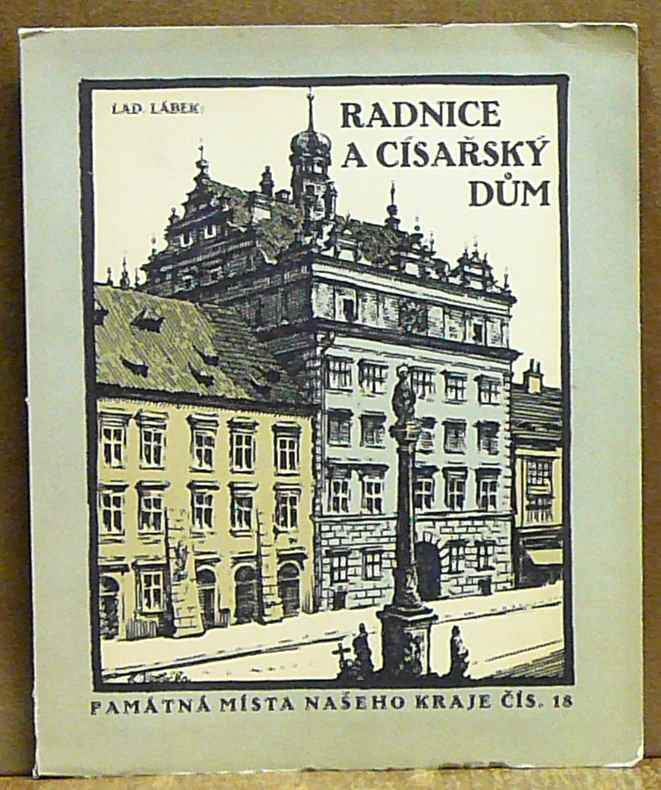 LAD. LÁBEK:
RADNICE
A CÍSAŘSKÝ
DŮM
PAMÁTNÁ MÍSTA NAŠEHO KRAJE ČÍS. 18